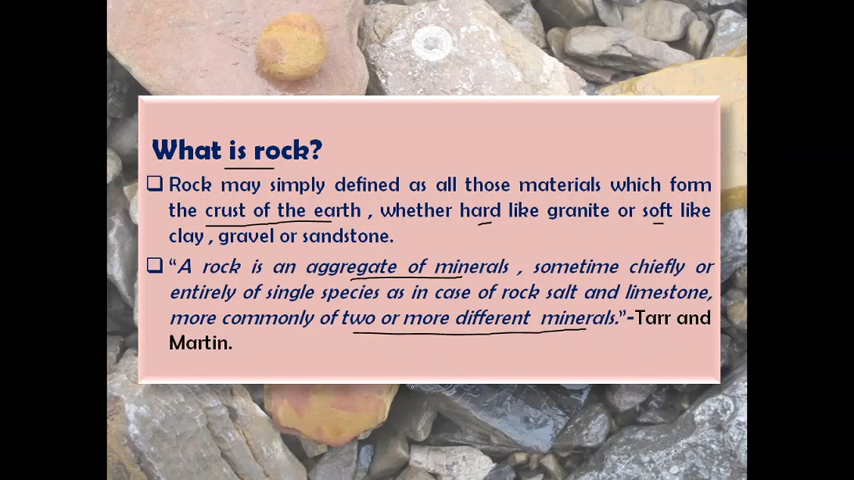 What is rock?
❑ Rock may simply defined as all those materials which form
the crust of the earth , whether hard like granite or soft like
clay , gravel or sandstone.
❑ “A rock is an aggregate of minerals , sometime chiefly or
entirely of single species as in case of rock salt and limestone,
more commonly of two or more different minerals.”-Tarr and
Martin.